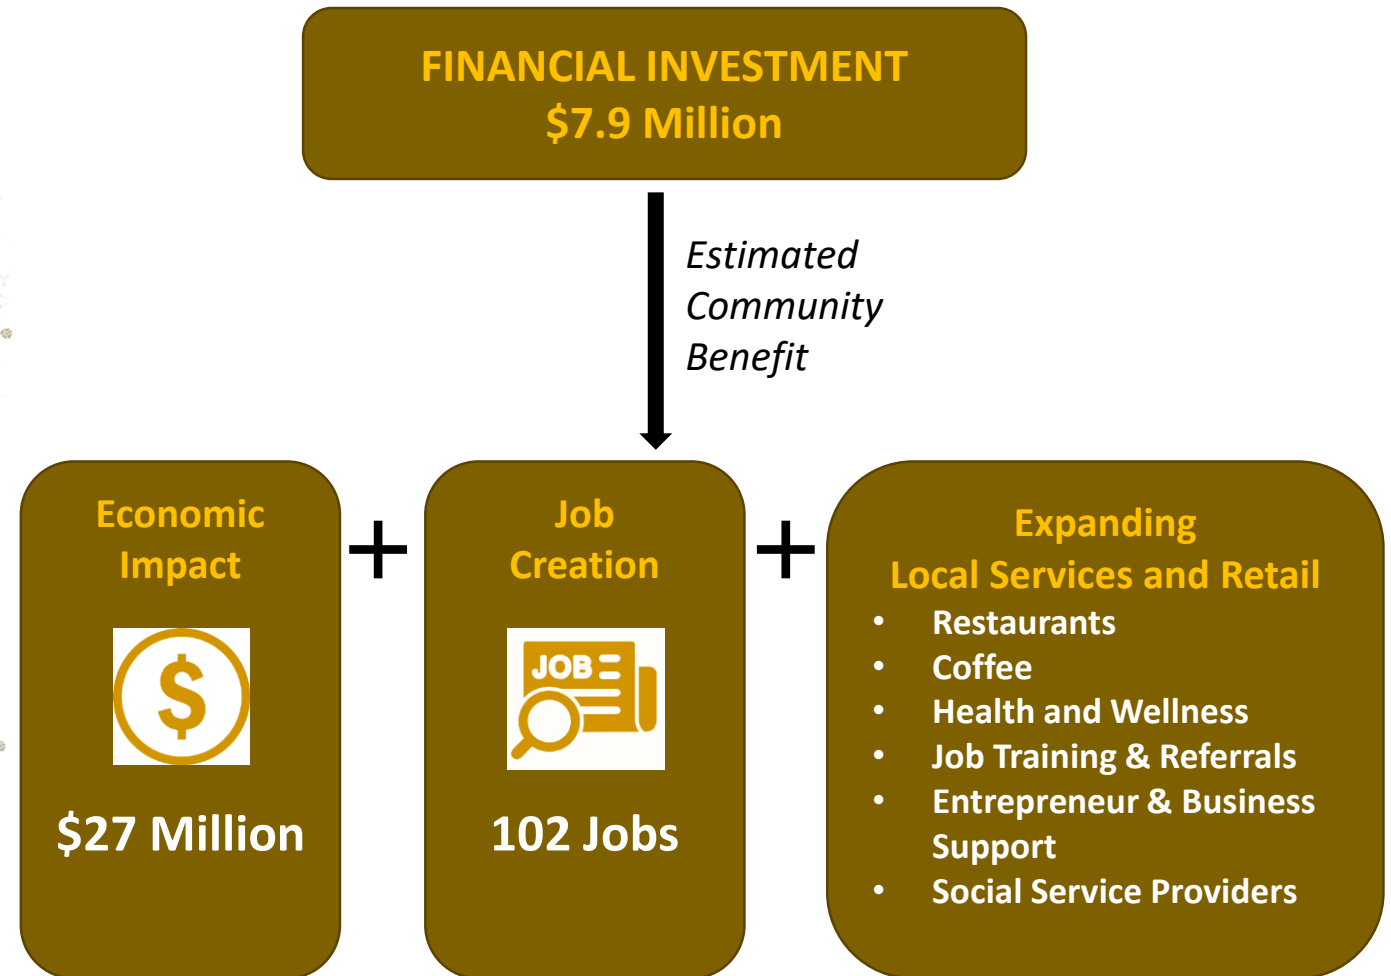 FINANCIAL INVESTMENT
$7.9 Million
Estimated
Community
Benefit
Economic
Impact
$
$27 Million
+
Job
Creation
JOB
102 Jobs
+
Expanding
Local Services and Retail
• Restaurants
• Coffee
• Health and Wellness
• Job Training & Referrals
• Entrepreneur & Business
Support
• Social Service Providers